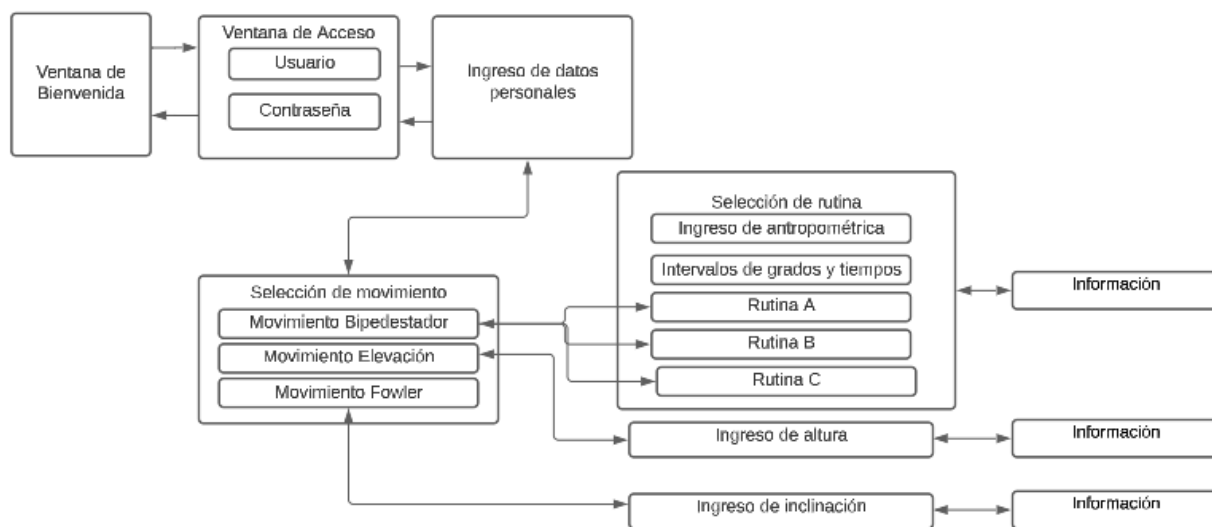 Ventana de
Bienvenida
Ventana de Acceso
Usuario
Contraseña
Ingreso de datos
personales
Selección de rutina
Ingreso de antropométrica
Intervalos de grados y tiempos
Rutina A
Rutina B
Rutina C
Información
Selección de movimiento
Movimiento Bipedestador
Movimiento Elevación
Movimiento Fowler
Ingreso de altura
Información
Ingreso de inclinación
Información